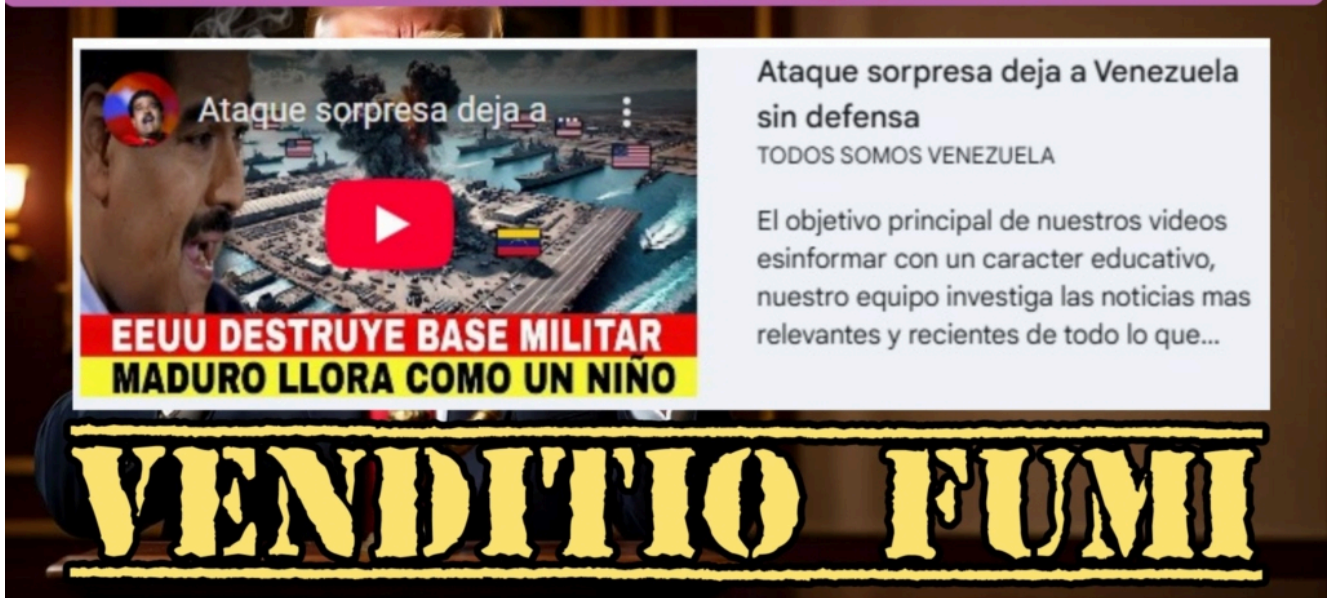 Ataque sorpresa deja a ...
EEUU DESTRUYE BASE MILITAR
MADURO LLORA COMO UN NIÑO
Ataque sorpresa deja a Venezuela
sin defensa
TODOS SOMOS VENEZUELA
El objetivo principal de nuestros videos
esinformar con un caracter educativo,
nuestro equipo investiga las noticias mas
relevantes y recientes de todo lo que...
VENDITIO FUMI